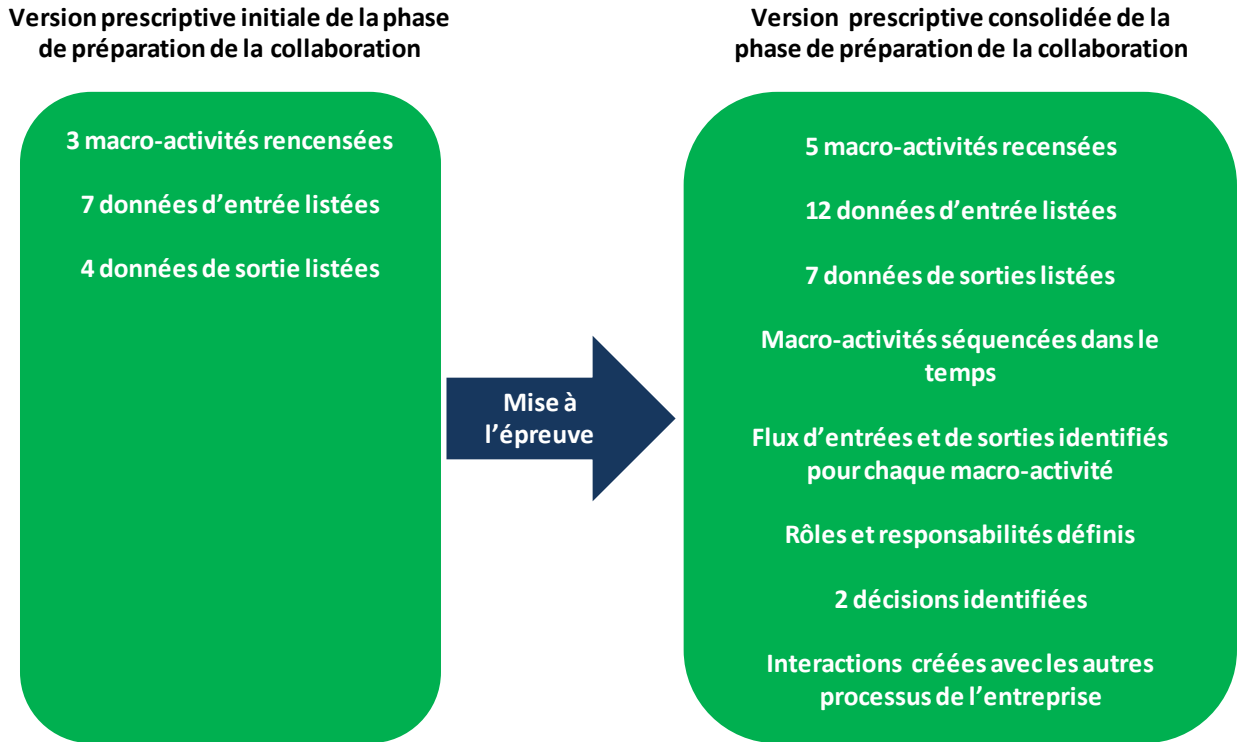 Version prescriptive initiale de la phase
de préparation de la collaboration
3 macro-activités rencensées
7 données d'entrée listées
4 données de sortie listées
Mise à
l'épreuve
Version prescriptive consolidée de la
phase de préparation de la collaboration
5 macro-activités recensées
12 données d'entrée listées
7 données de sorties listées
Macro-activités séquencées dans le
temps
Flux d'entrées et de sorties identifiés
pour chaque macro-activité
Rôles et responsabilités définis
2 décisions identifiées
Interactions créées avec les autres
processus de l'entreprise